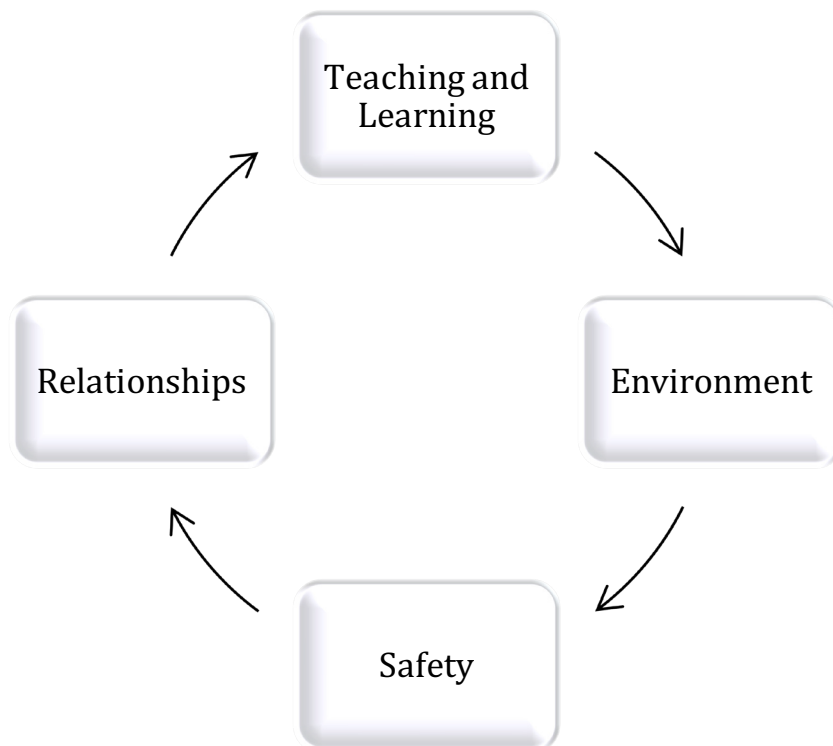 Teaching and
Learning
Relationships
Environment
Safety